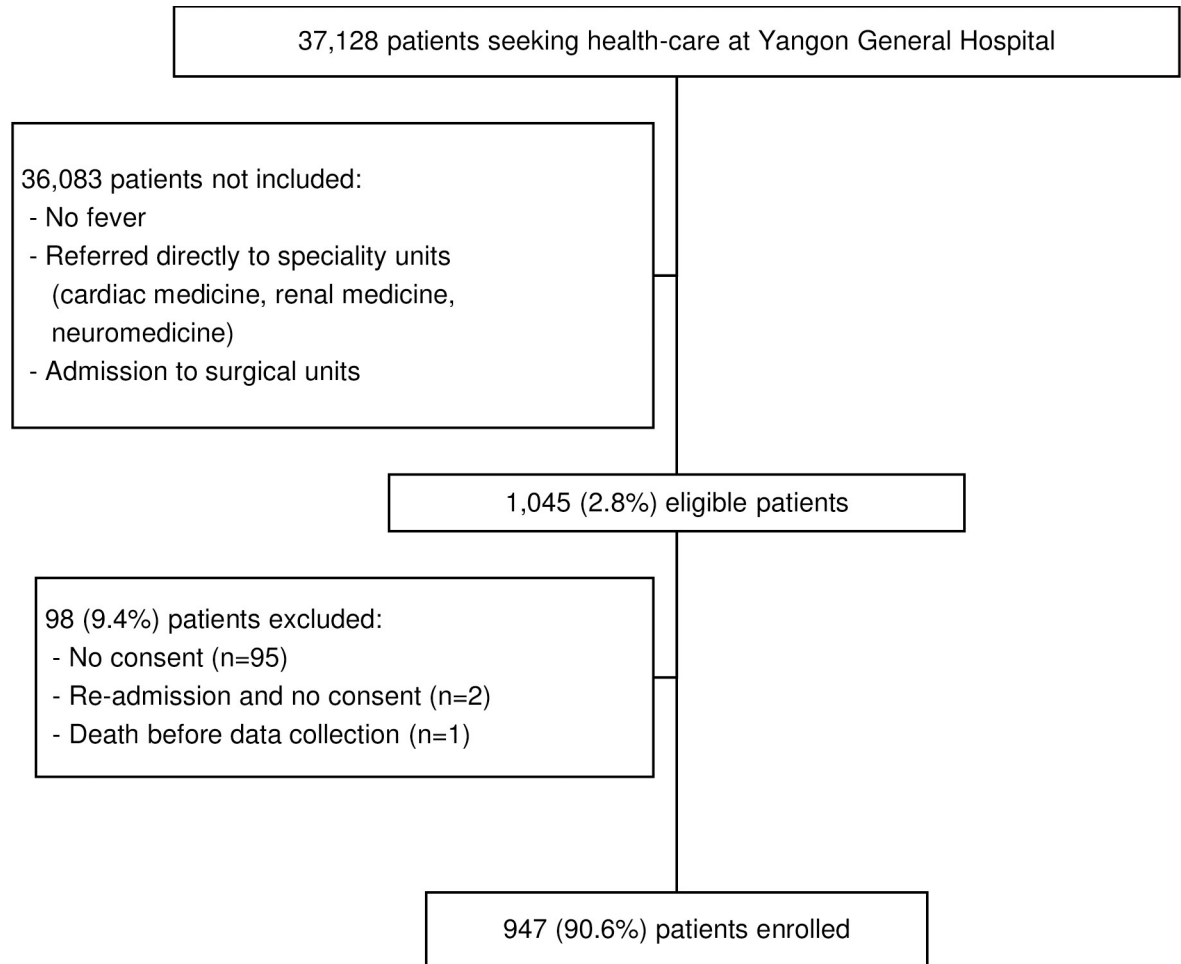 37,128 patients seeking health-care at Yangon General Hospital
36,083 patients not included:
- No fever
- Referred directly to speciality units
(cardiac medicine, renal medicine,
neuromedicine)
- Admission to surgical units
1,045 (2.8%) eligible patients
98 (9.4%) patients excluded:
- No consent (n=95)
- Re-admission and no consent (n=2)
- Death before data collection (n=1)
947 (90.6%) patients enrolled